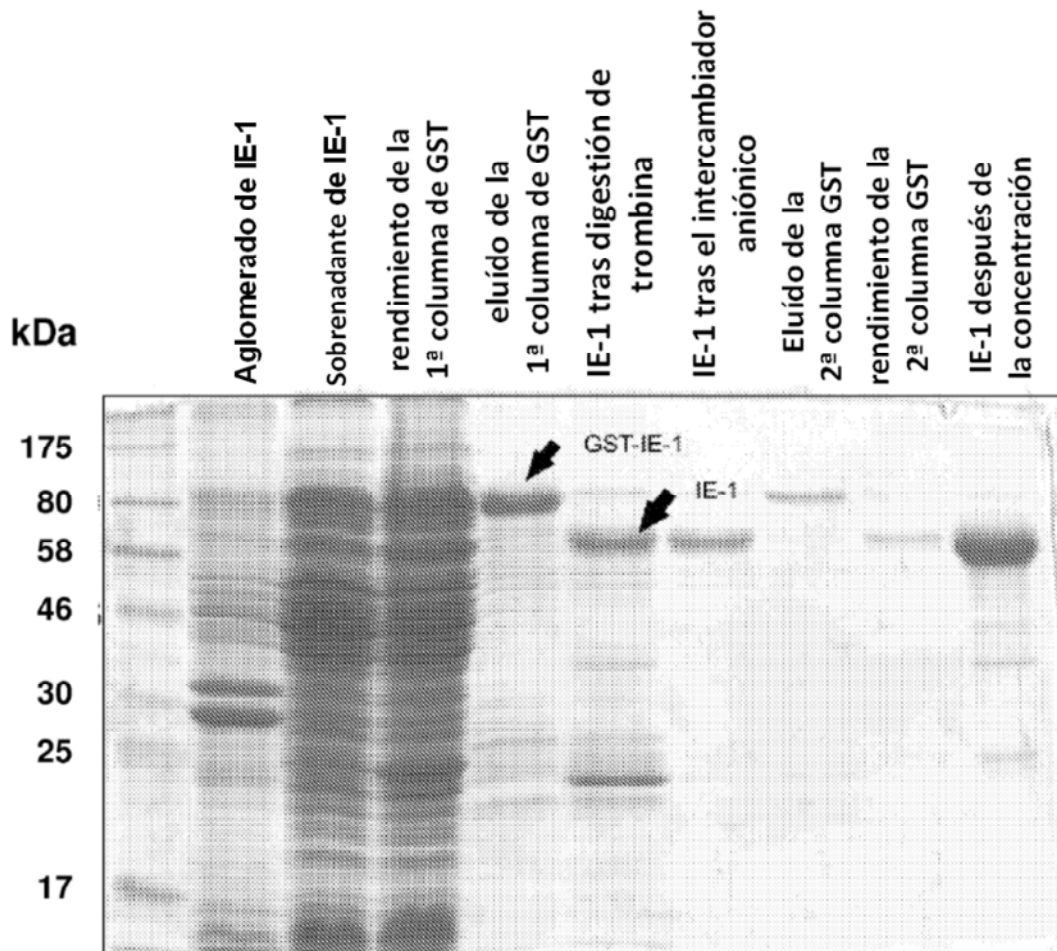 Aglomerado de IE-1
Sobrenadante de IE-1
rendimiento de la
1ª columna de GST
eluído de la
1ª columna de GST
IE-1 tras digestión de
trombina
IE-1 tras el intercambiador
aniónico
Eluído de la
2ª columna GST
rendimiento de la
2ª columna GST
IE-1 después de
la concentración
kDa
175
80
58
46
30
25
17
GST-IE-1
IE-1